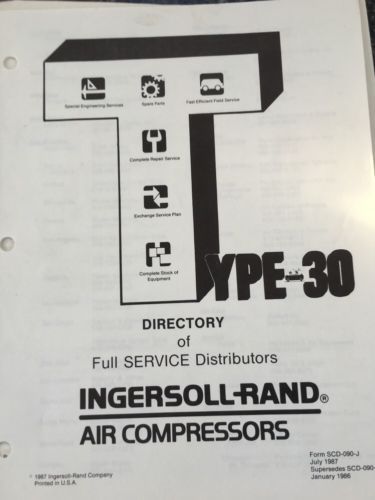 Special Engineering Services
Spare Parts
Fast Efficient Field Service
Complete Repair Service
Exchange Service Plan
Complete Stock of
Equipment
TYPE-30
DIRECTORY
of
Full SERVICE Distributors
INGERSOLL-RAND®
AIR COMPRESSORS
Form SCD-090-J
July 1987
Supersedes SCD-090-
January 1986
© 1987 Ingersoll-Rand Company
Printed in U.S.A.